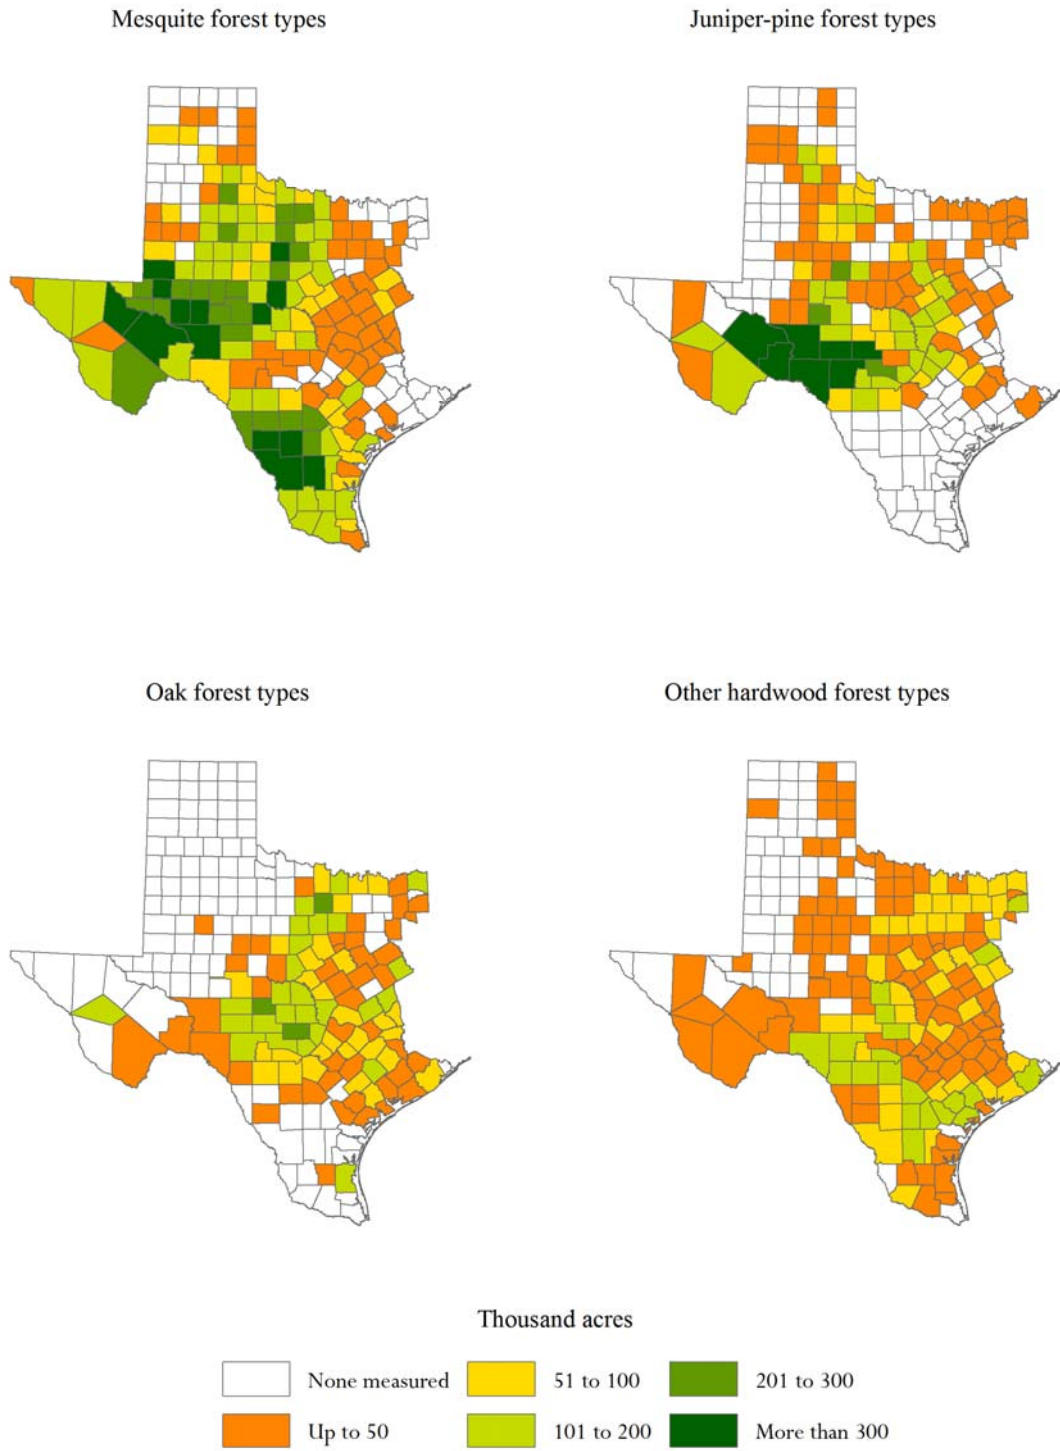 Mesquite forest types
Juniper-pine forest types
Oak forest types
Other hardwood forest types
Thousand acres
None measured
51 to 100
201 to 300
Up to 50
101 to 200
More than 300